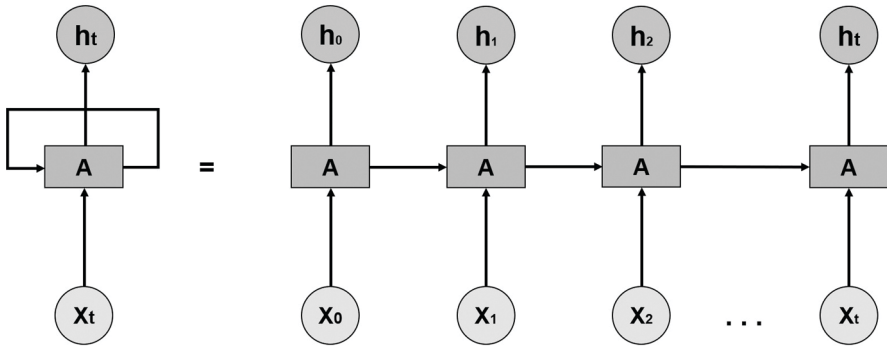 ht h0 h1 h2 ht
A = A A A A
Xt X0 X1 X2 ... Xt